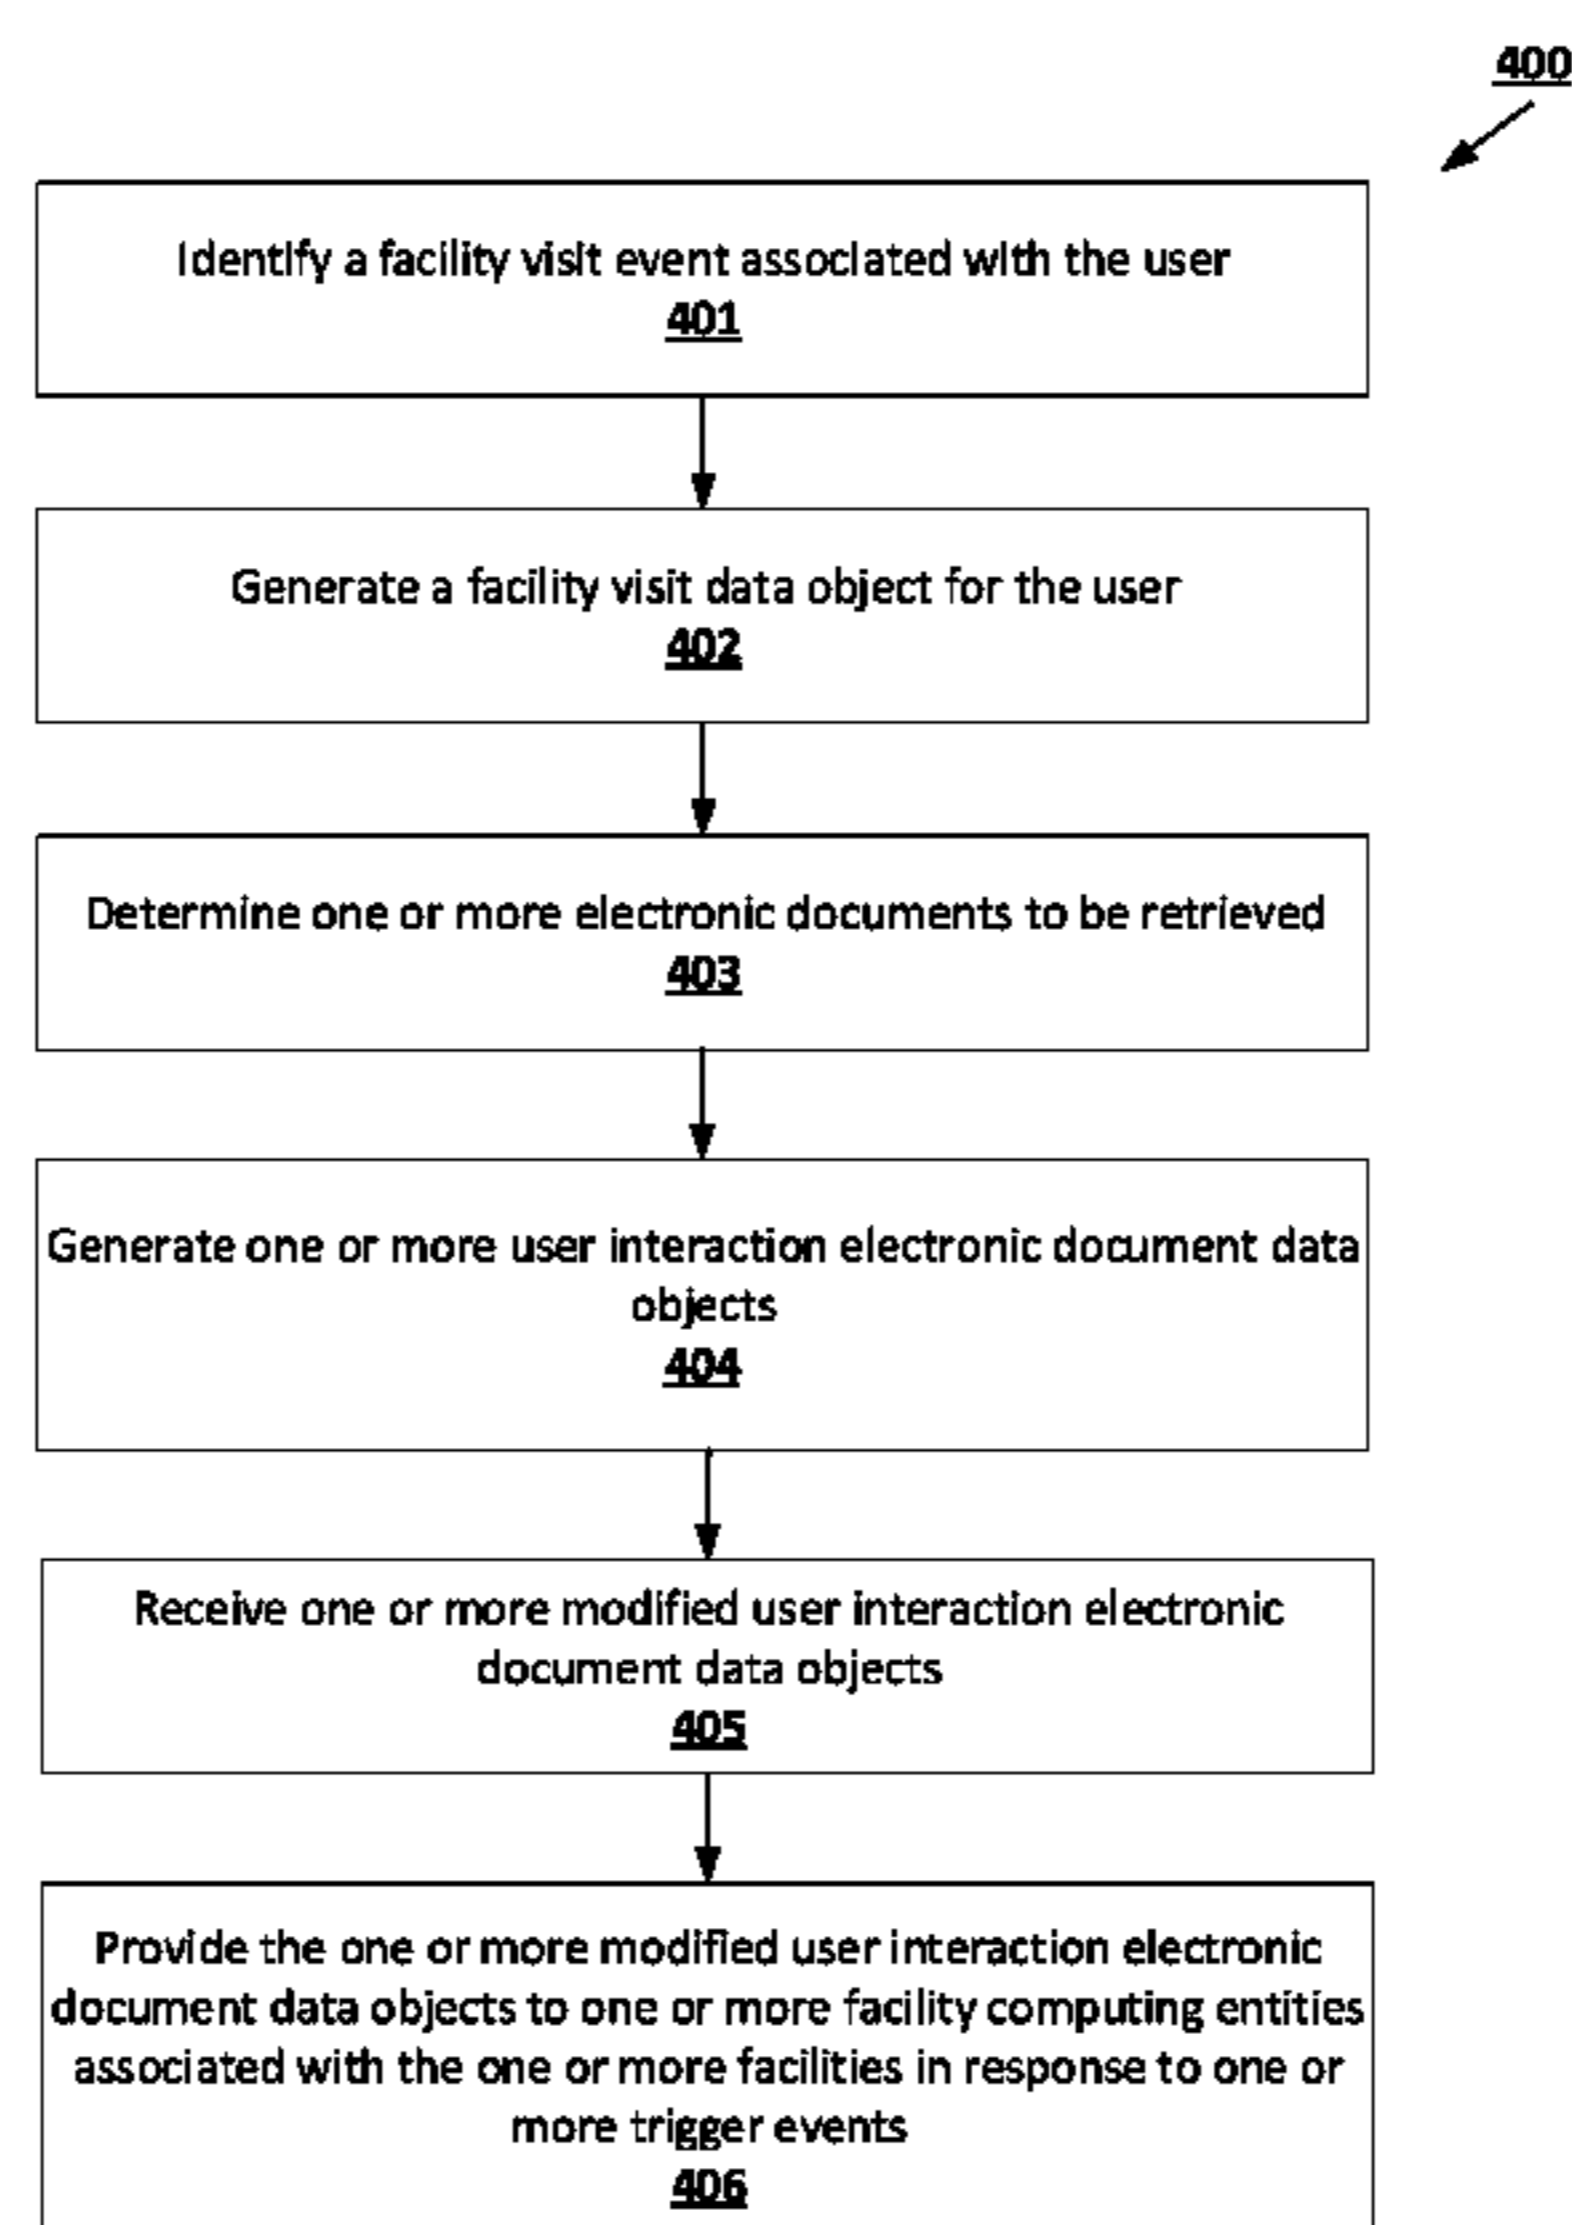 400
Identify a facility visit event associated with the user
401
Generate a facility visit data object for the user
402
Determine one or more electronic documents to be retrieved
403
Generate one or more user interaction electronic document data
objects
404
Receive one or more modified user interaction electronic
document data objects
405
Provide the one or more modified user interaction electronic
document data objects to one or more facility computing entities
associated with the one or more facilities in response to one or
more trigger events
406